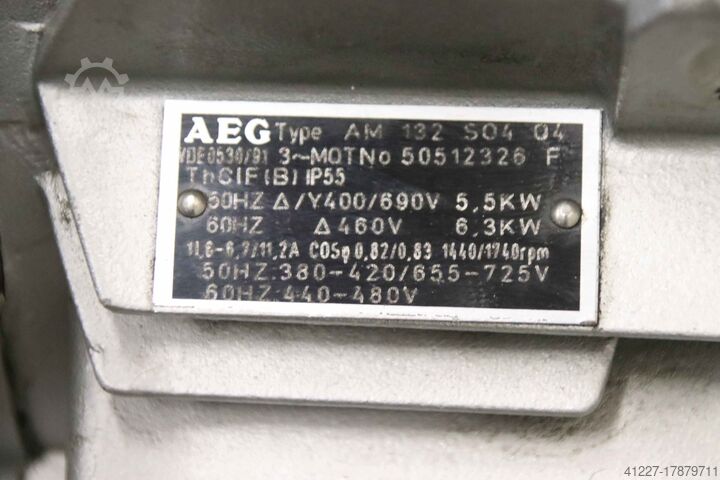 AEG Type AM 132 SO4 Q4
VDE0530/91 3~MOTNo 50512326 F
ThClF(B) IP55
50HZ Δ/Y400/690V 5,5KW
60HZ Δ460V 6,3KW
11,6-6,7/11,2A COSφ0,82/0,83 1440/1740rpm
50HZ:380-420/655-725V
60HZ:440-480V
41227-17879711